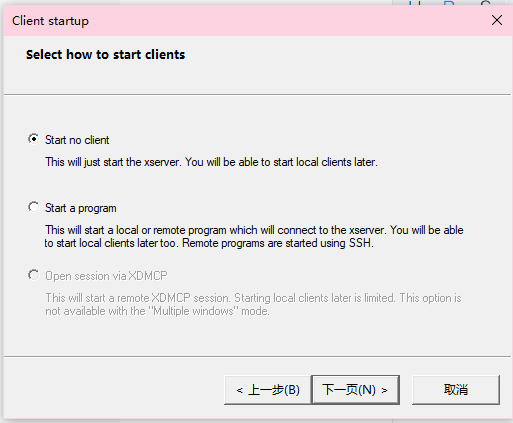 Client startup
Select how to start clients
Start no client
This will just start the xserver. You will be able to start local clients later.
Start a program
This will start a local or remote program which will connect to the xserver. You will be able
to start local clients later too. Remote programs are started using SSH.
Open session via XDMCP
This will start a remote XDMCP session. Starting local clients later is limited. This option is
not available with the "Multiple windows" mode.
< 上一步(B) 下一页(N) > 取消